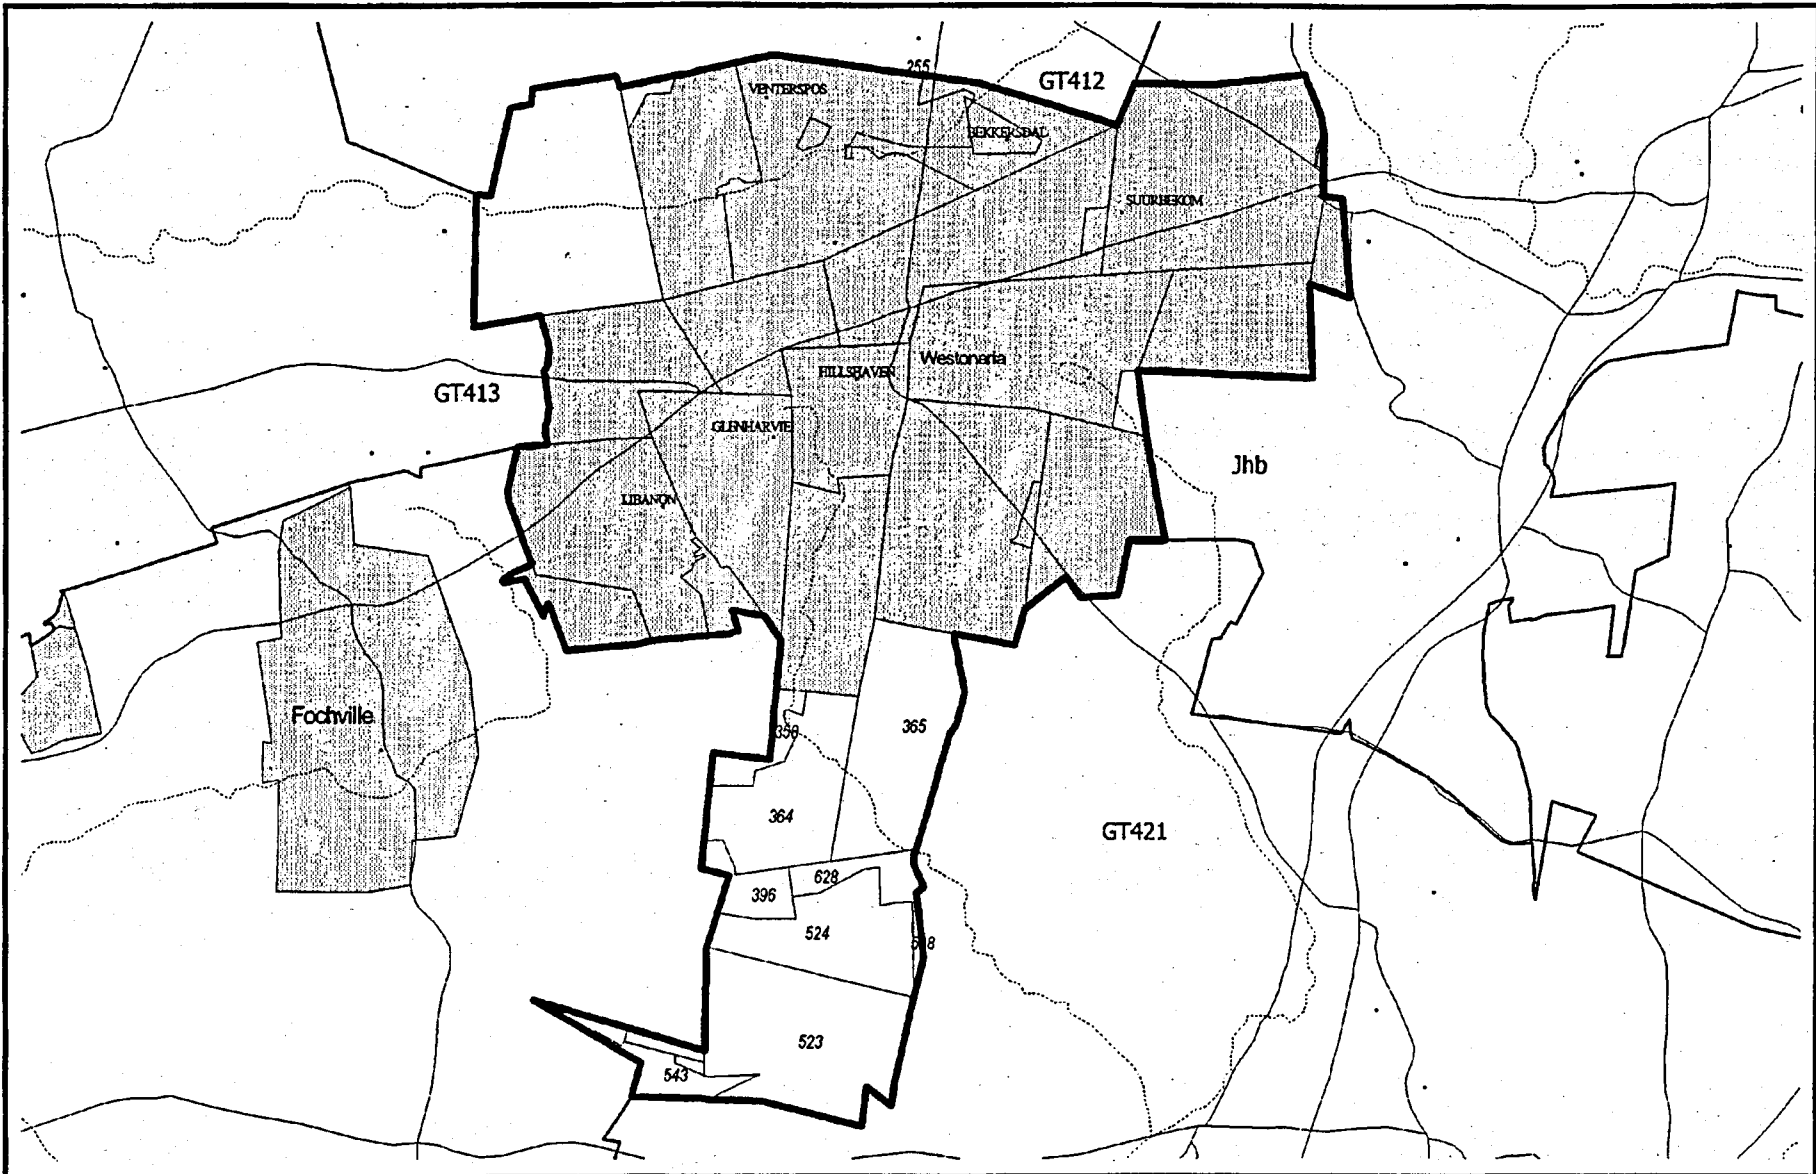 255
GT412
VENTERSPOS
BEKKERSDAL
SUURBEKOM
Westonaria
HILLSHAVEN
GT413
GLENHARVIE
Jhb
LIBANON
Fochville
358
365
364
GT421
628
396
524
523
543